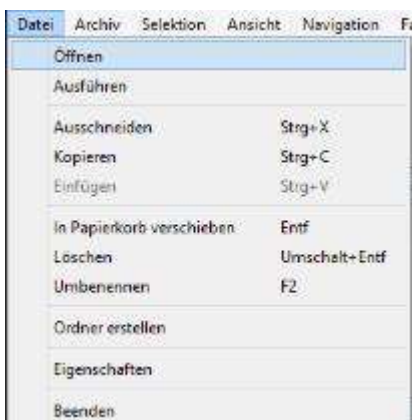 Datei Archiv Selektion Ansicht Navigation
Öffnen
Ausführen
Ausschneiden Strg+X
Kopieren Strg+C
Einfügen Strg+V
In Papierkorb verschieben Entf
Löschen Umschalt+Entf
Umbenennen F2
Ordner erstellen
Eigenschaften
Beenden